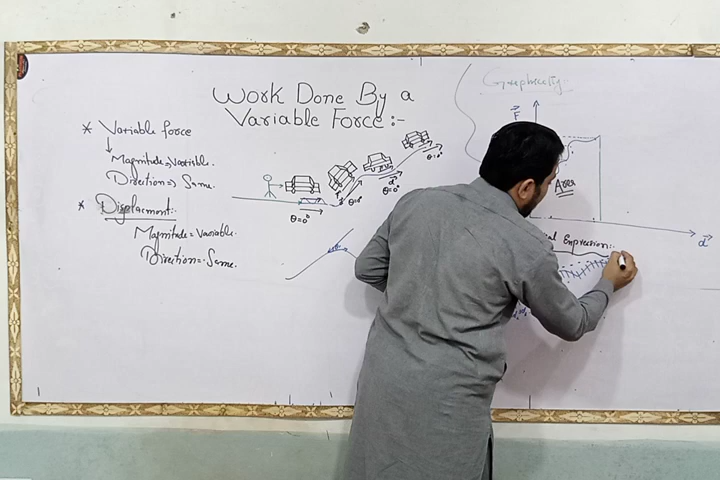 Work Done By a
Variable Force:-
* Variable force
↓
Magnitude => Variable.
Direction => Same.
* Displacment:-
Magnitude = Variable.
Direction = Same.
θ=0°
θ=0°
d
θ=0°
θ=0°
Graphically:-
F
Area
d
Expression:-